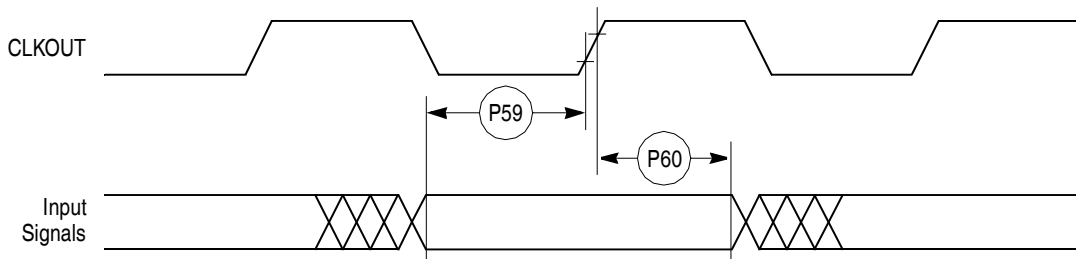 CLKOUT
P59
P60
Input
Signals